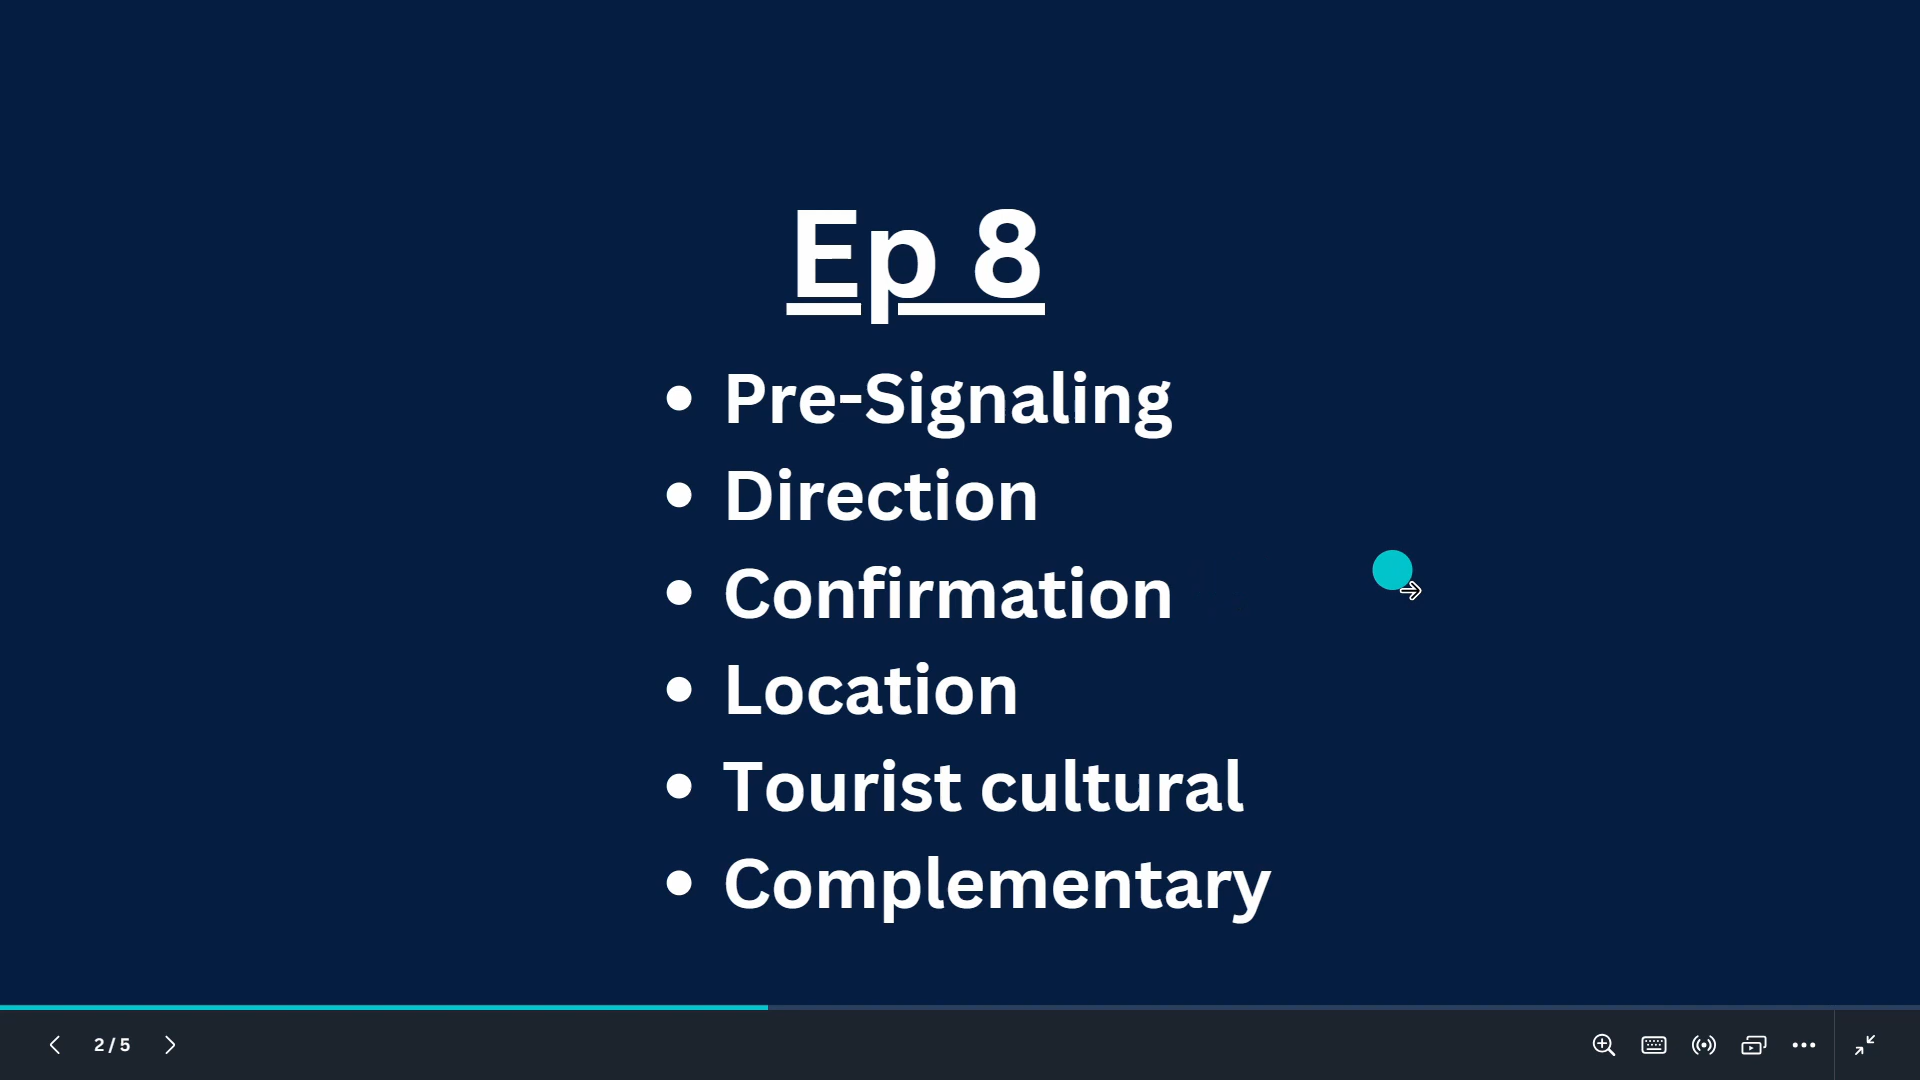 Ep 8
• Pre-Signaling
• Direction
• Confirmation
• Location
• Tourist cultural
• Complementary
2 / 5